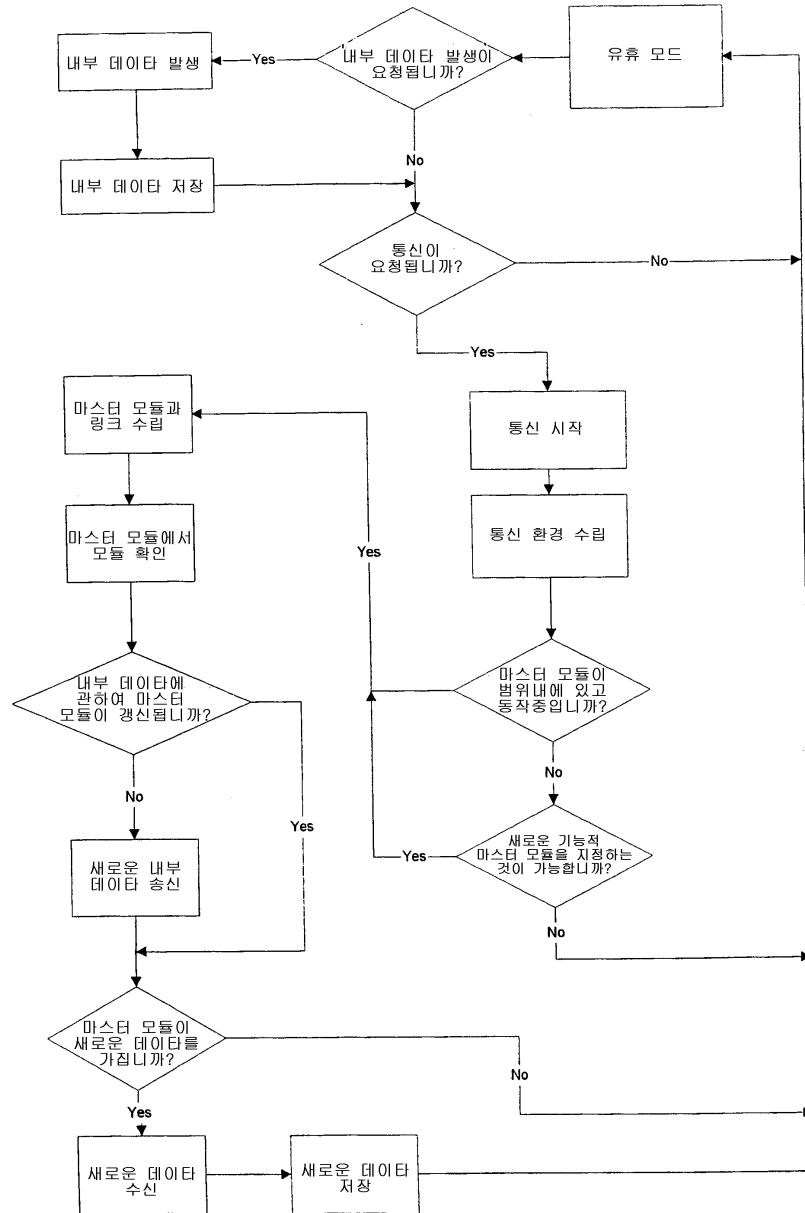 내부 데이타 발생
Yes
내부 데이타 발생이
요청됩니까?
유휴 모드
No
내부 데이타 저장
통신이
요청됩니까?
No
Yes
마스터 모듈과
링크 수립
통신 시작
마스터 모듈에서
모듈 확인
통신 환경 수립
Yes
내부 데이타에
관하여 마스터
모듈이 갱신됩니까?
마스터 모듈이
범위내에 있고
동작중입니까?
No
No
Yes
새로운 내부
데이타 송신
Yes
새로운 기능적
마스터 모듈을 지정하는
것이 가능합니까?
No
마스터 모듈이
새로운 데이타를
가집니까?
No
Yes
새로운 데이타
수신
새로운 데이타
저장